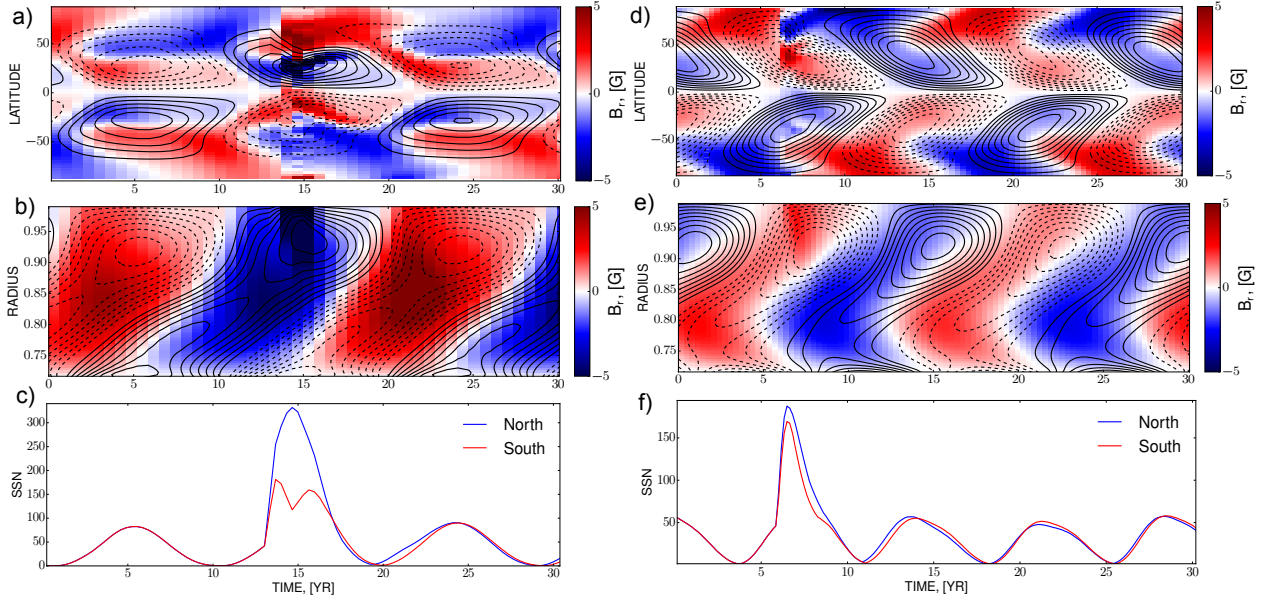 a)
LATITUDE
50
0
−50
0 5 10 15 20 25 30
5
0
−5
B_r, [G]
b)
RADIUS
0.95
0.90
0.85
0.80
0.75
0 5 10 15 20 25 30
5
0
−5
B_r, [G]
c)
SSN
300
250
200
150
100
50
0
North
South
5 10 15 20 25 30
TIME, [YR]
d)
LATITUDE
50
0
−50
0 5 10 15 20 25 30
5
0
−5
B_r, [G]
e)
RADIUS
0.95
0.90
0.85
0.80
0.75
0 5 10 15 20 25 30
5
0
−5
B_r, [G]
f)
SSN
150
100
50
North
South
5 10 15 20 25 30
TIME, [YR]